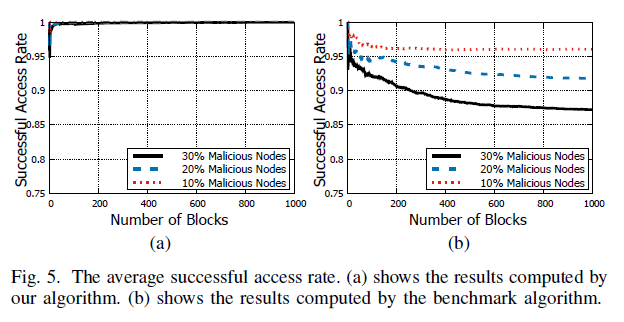 Successful Access Rate
1
0.95
0.9
0.85
0.8
0.75
30% Malicious Nodes
20% Malicious Nodes
10% Malicious Nodes
0 200 400 600 800 1000
Number of Blocks
(a)
Successful Access Rate
1
0.95
0.9
0.85
0.8
0.75
30% Malicious Nodes
20% Malicious Nodes
10% Malicious Nodes
0 200 400 600 800 1000
Number of Blocks
(b)
Fig. 5. The average successful access rate. (a) shows the results computed by
our algorithm. (b) shows the results computed by the benchmark algorithm.